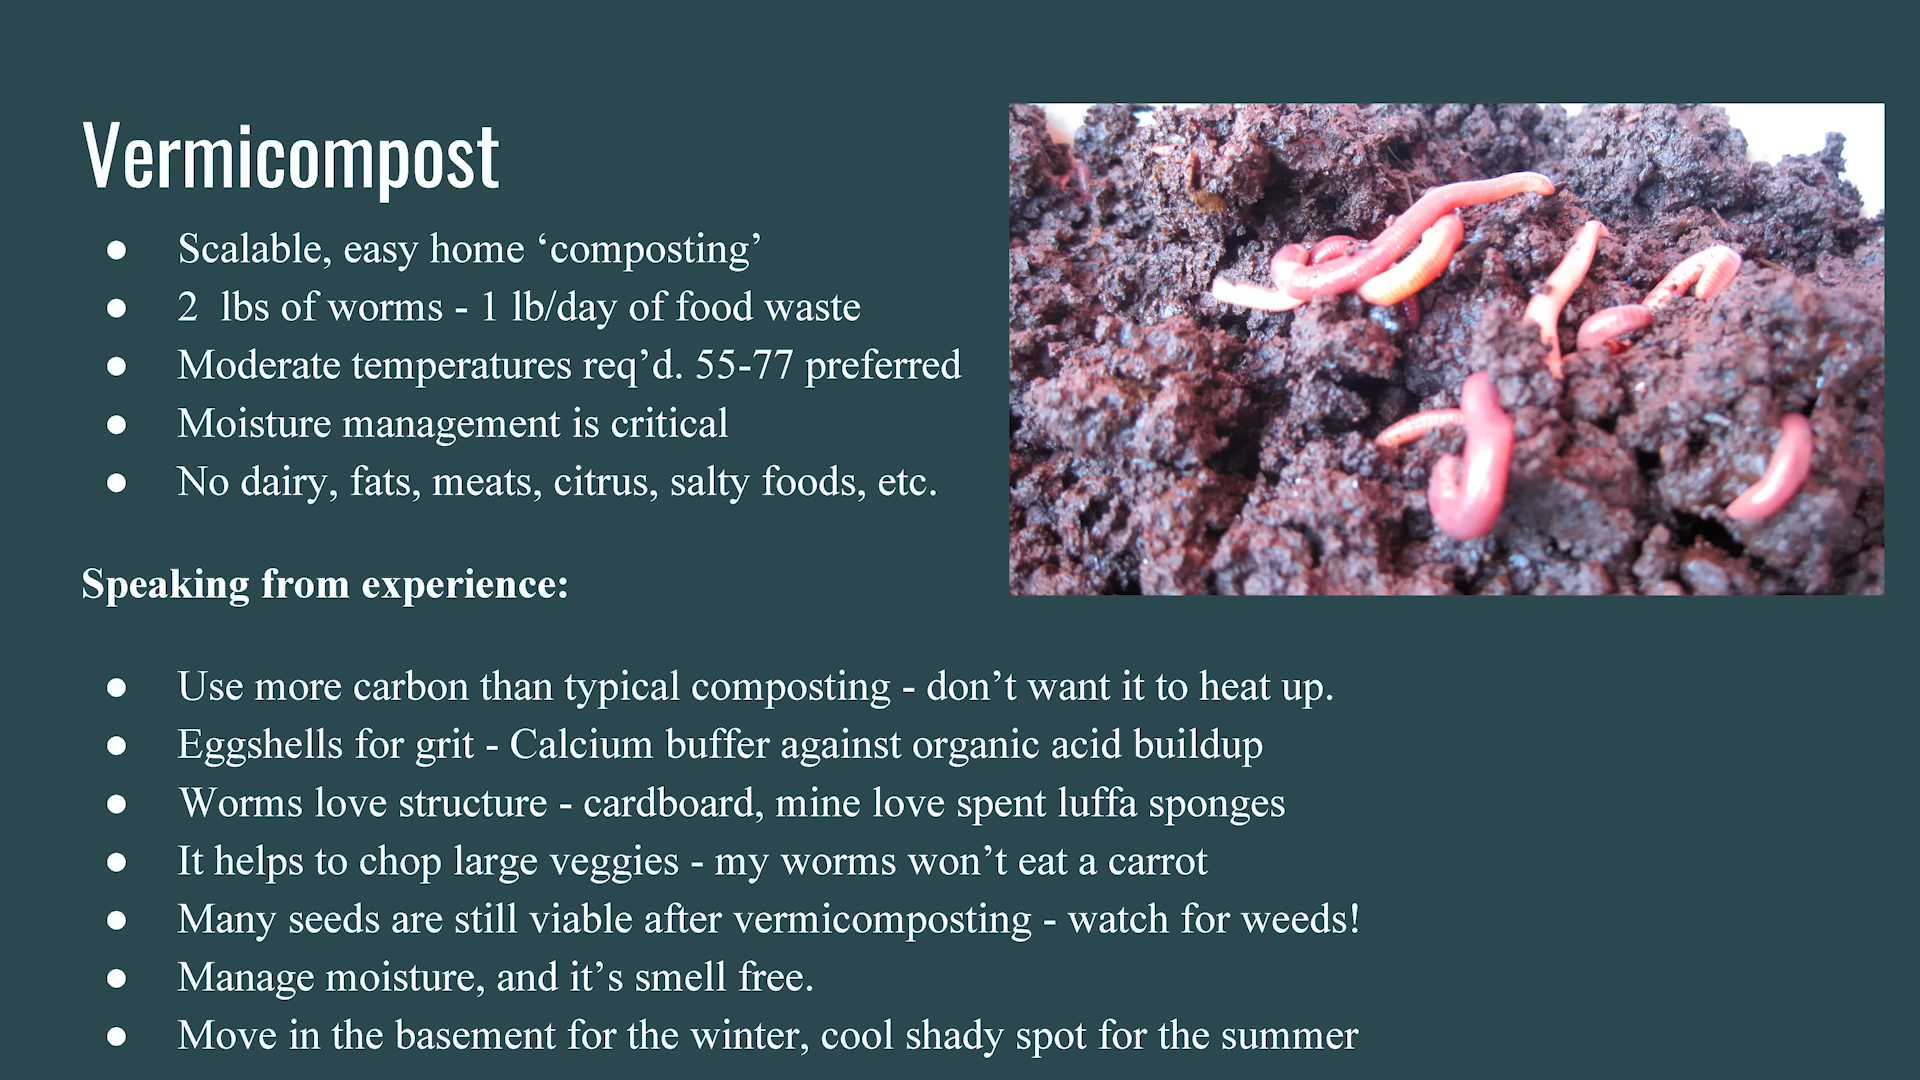 Vermicompost
● Scalable, easy home ‘composting’
● 2  lbs of worms - 1 lb/day of food waste
● Moderate temperatures req’d. 55-77 preferred
● Moisture management is critical
● No dairy, fats, meats, citrus, salty foods, etc.
Speaking from experience:
● Use more carbon than typical composting - don’t want it to heat up.
● Eggshells for grit - Calcium buffer against organic acid buildup
● Worms love structure - cardboard, mine love spent luffa sponges
● It helps to chop large veggies - my worms won’t eat a carrot
● Many seeds are still viable after vermicomposting - watch for weeds!
● Manage moisture, and it’s smell free.
● Move in the basement for the winter, cool shady spot for the summer